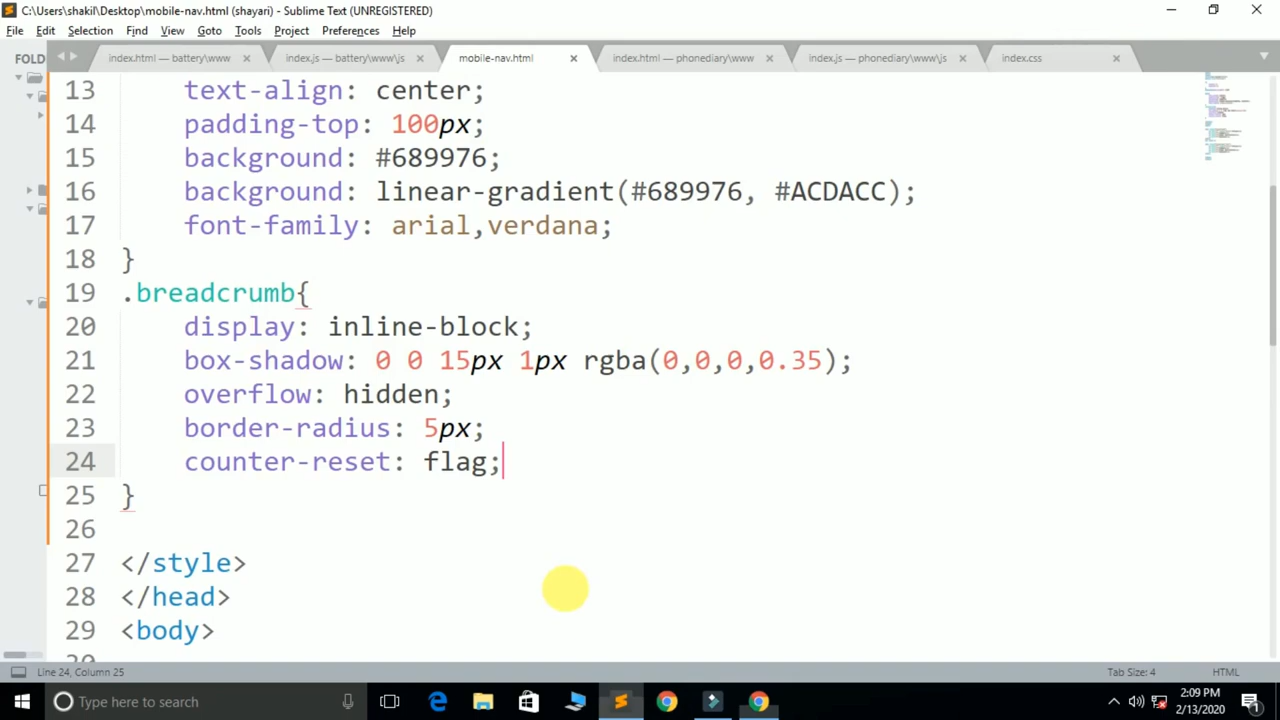 C:\Users\shakil\Desktop\mobile-nav.html (shayari) - Sublime Text (UNREGISTERED)
File Edit Selection Find View Goto Tools Project Preferences Help
FOLD
index.html — battery\www
index.js — battery\www\js
mobile-nav.html
index.html — phonediary\www
index.js — phonediary\www\js
index.css
13 text-align: center;
14 padding-top: 100px;
15 background: #689976;
16 background: linear-gradient(#689976, #ACDACC);
17 font-family: arial,verdana;
18 }
19 .breadcrumb{
20 display: inline-block;
21 box-shadow: 0 0 15px 1px rgba(0,0,0,0.35);
22 overflow: hidden;
23 border-radius: 5px;
24 counter-reset: flag;
25 }
26
27 </style>
28 </head>
29 <body>
Line 24, Column 25
Tab Size: 4
HTML
Type here to search
2:09 PM
2/13/2020
1